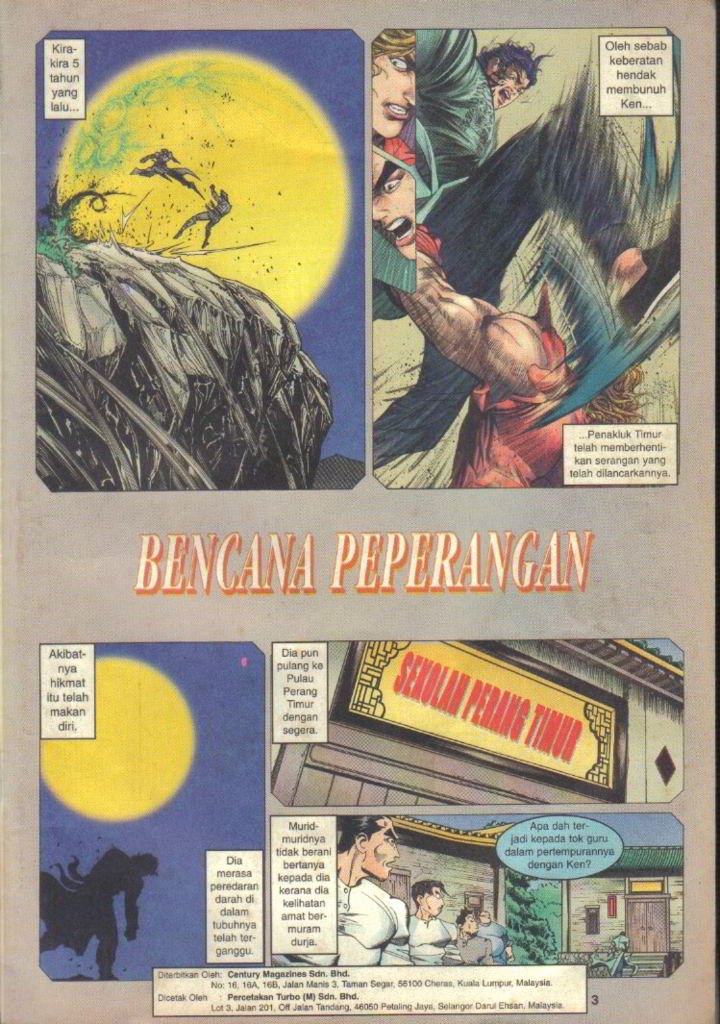 Kira-
kira 5
tahun
yang
lalu...
Oleh sebab
keberatan
hendak
membunuh
Ken...
...Penakluk Timur
telah memberhenti-
kan serangan yang
telah dilancarkannya.
BENCANA PEPERANGAN
Akibat-
nya
hikmat
itu telah
makan
diri.
Dia
merasa
peredaran
darah di
dalam
tubuhnya
telah ter-
ganggu.
Dia pun
pulang ke
Pulau
Perang
Timur
dengan
segera.
SEKOLAH PERANG TIMUR
Murid-
muridnya
tidak berani
bertanya
kepada dia
kerana dia
kelihatan
amat ber-
muram
durja.
Apa dah ter-
jadi kepada tok guru
dalam pertempurannya
dengan Ken?
Diterbitkan Oleh: Century Magazines Sdn. Bhd.
No: 16, 16A, 16B, Jalan Manis 3, Taman Segar, 56100 Cheras, Kuala Lumpur, Malaysia.
Dicetak Oleh : Percetakan Turbo (M) Sdn. Bhd.
Lot 3, Jalan 201, Off Jalan Tandang, 46050 Petaling Jaya, Selangor Darul Ehsan, Malaysia.
3